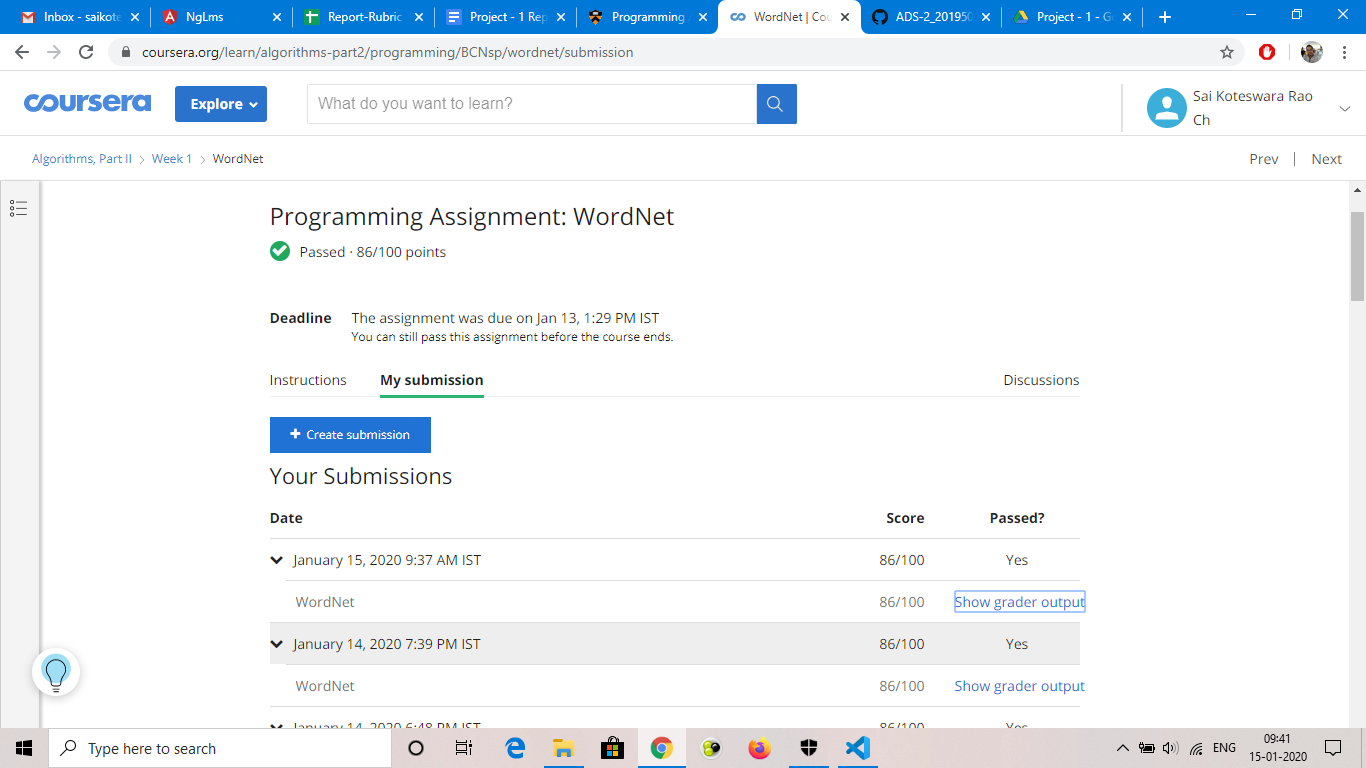 Inbox - saikote
NgLms
Report-Rubric
Project - 1 Rep
Programming
WordNet | Cou
ADS-2_201950
Project - 1 - G
coursera.org/learn/algorithms-part2/programming/BCNsp/wordnet/submission
coursera
Explore
What do you want to learn?
Sai Koteswara Rao
Ch
Algorithms, Part II > Week 1 > WordNet
Prev | Next
Programming Assignment: WordNet
Passed · 86/100 points
Deadline The assignment was due on Jan 13, 1:29 PM IST
You can still pass this assignment before the course ends.
Instructions My submission Discussions
+ Create submission
Your Submissions
Date Score Passed?
January 15, 2020 9:37 AM IST 86/100 Yes
WordNet 86/100 Show grader output
January 14, 2020 7:39 PM IST 86/100 Yes
WordNet 86/100 Show grader output
January 14, 2020 6:48 PM IST 86/100 Yes
Type here to search
ENG
09:41
15-01-2020